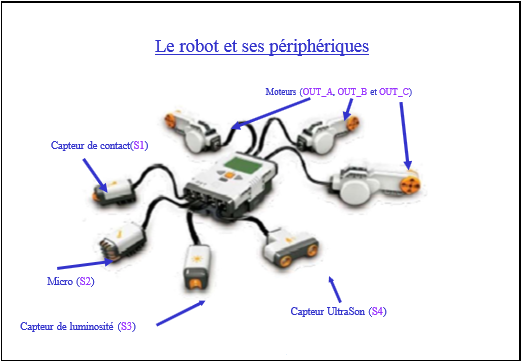 Le robot et ses périphériques
Moteurs (OUT_A, OUT_B et OUT_C)
Capteur de contact(S1)
Micro (S2)
Capteur UltraSon (S4)
Capteur de luminosité (S3)